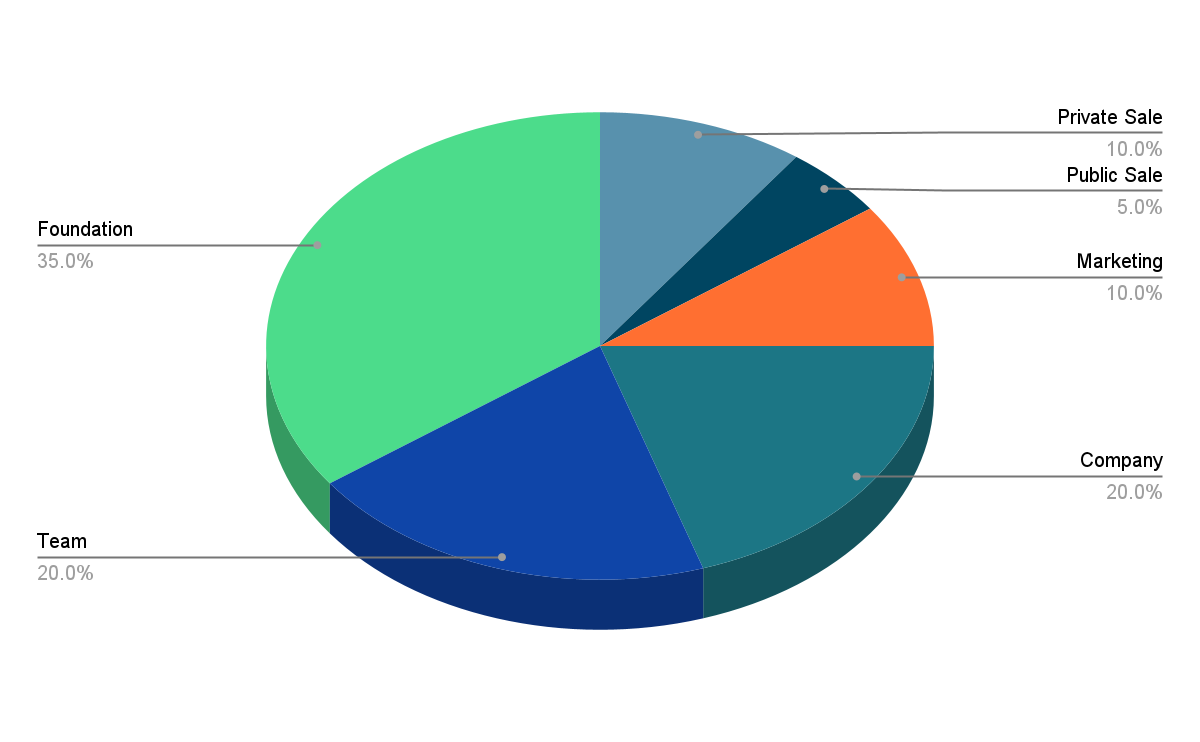 Private Sale
10.0%
Public Sale
5.0%
Marketing
10.0%
Company
20.0%
Foundation
35.0%
Team
20.0%